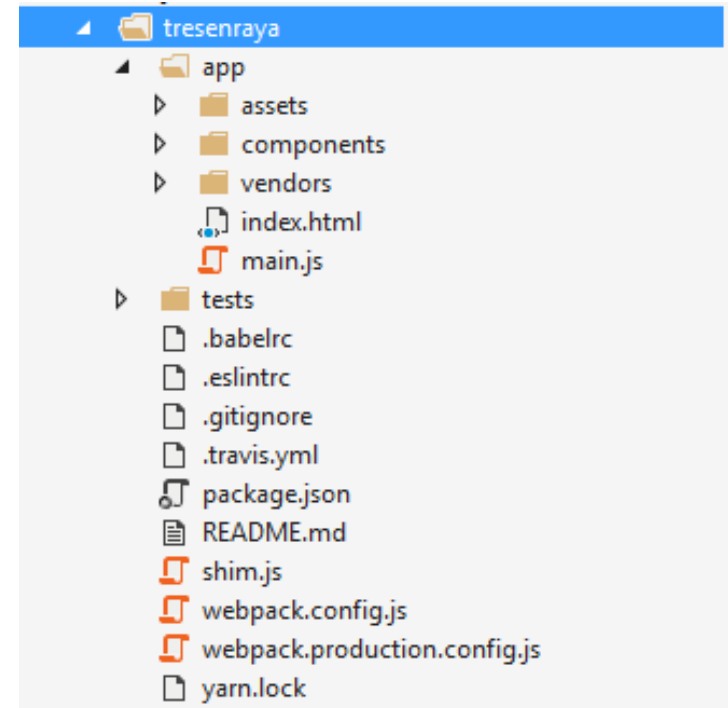 tresenraya
app
assets
components
vendors
index.html
main.js
tests
.babelrc
.eslintrc
.gitignore
.travis.yml
package.json
README.md
shim.js
webpack.config.js
webpack.production.config.js
yarn.lock